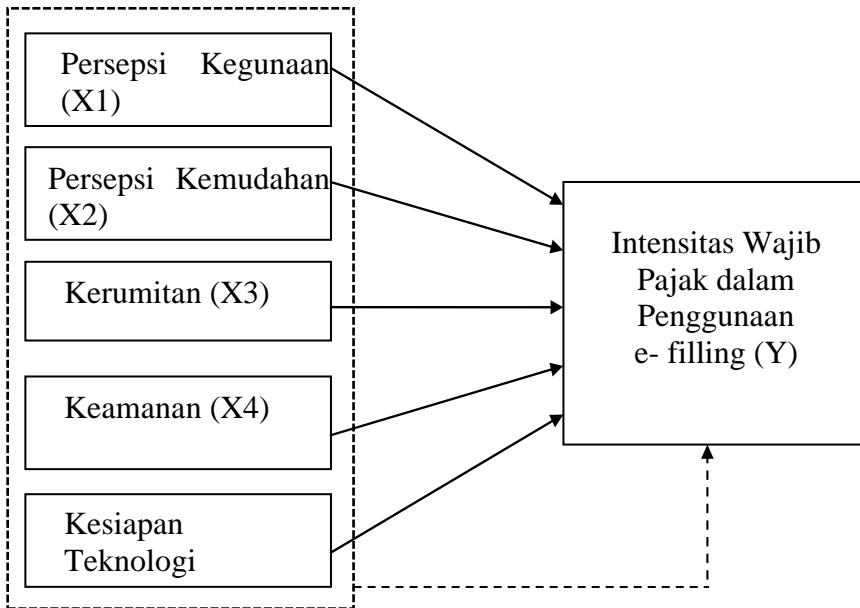 Persepsi Kegunaan
(X1)
Persepsi Kemudahan
(X2)
Kerumitan (X3)
Keamanan (X4)
Kesiapan
Teknologi
Intensitas Wajib
Pajak dalam
Penggunaan
e- filling (Y)